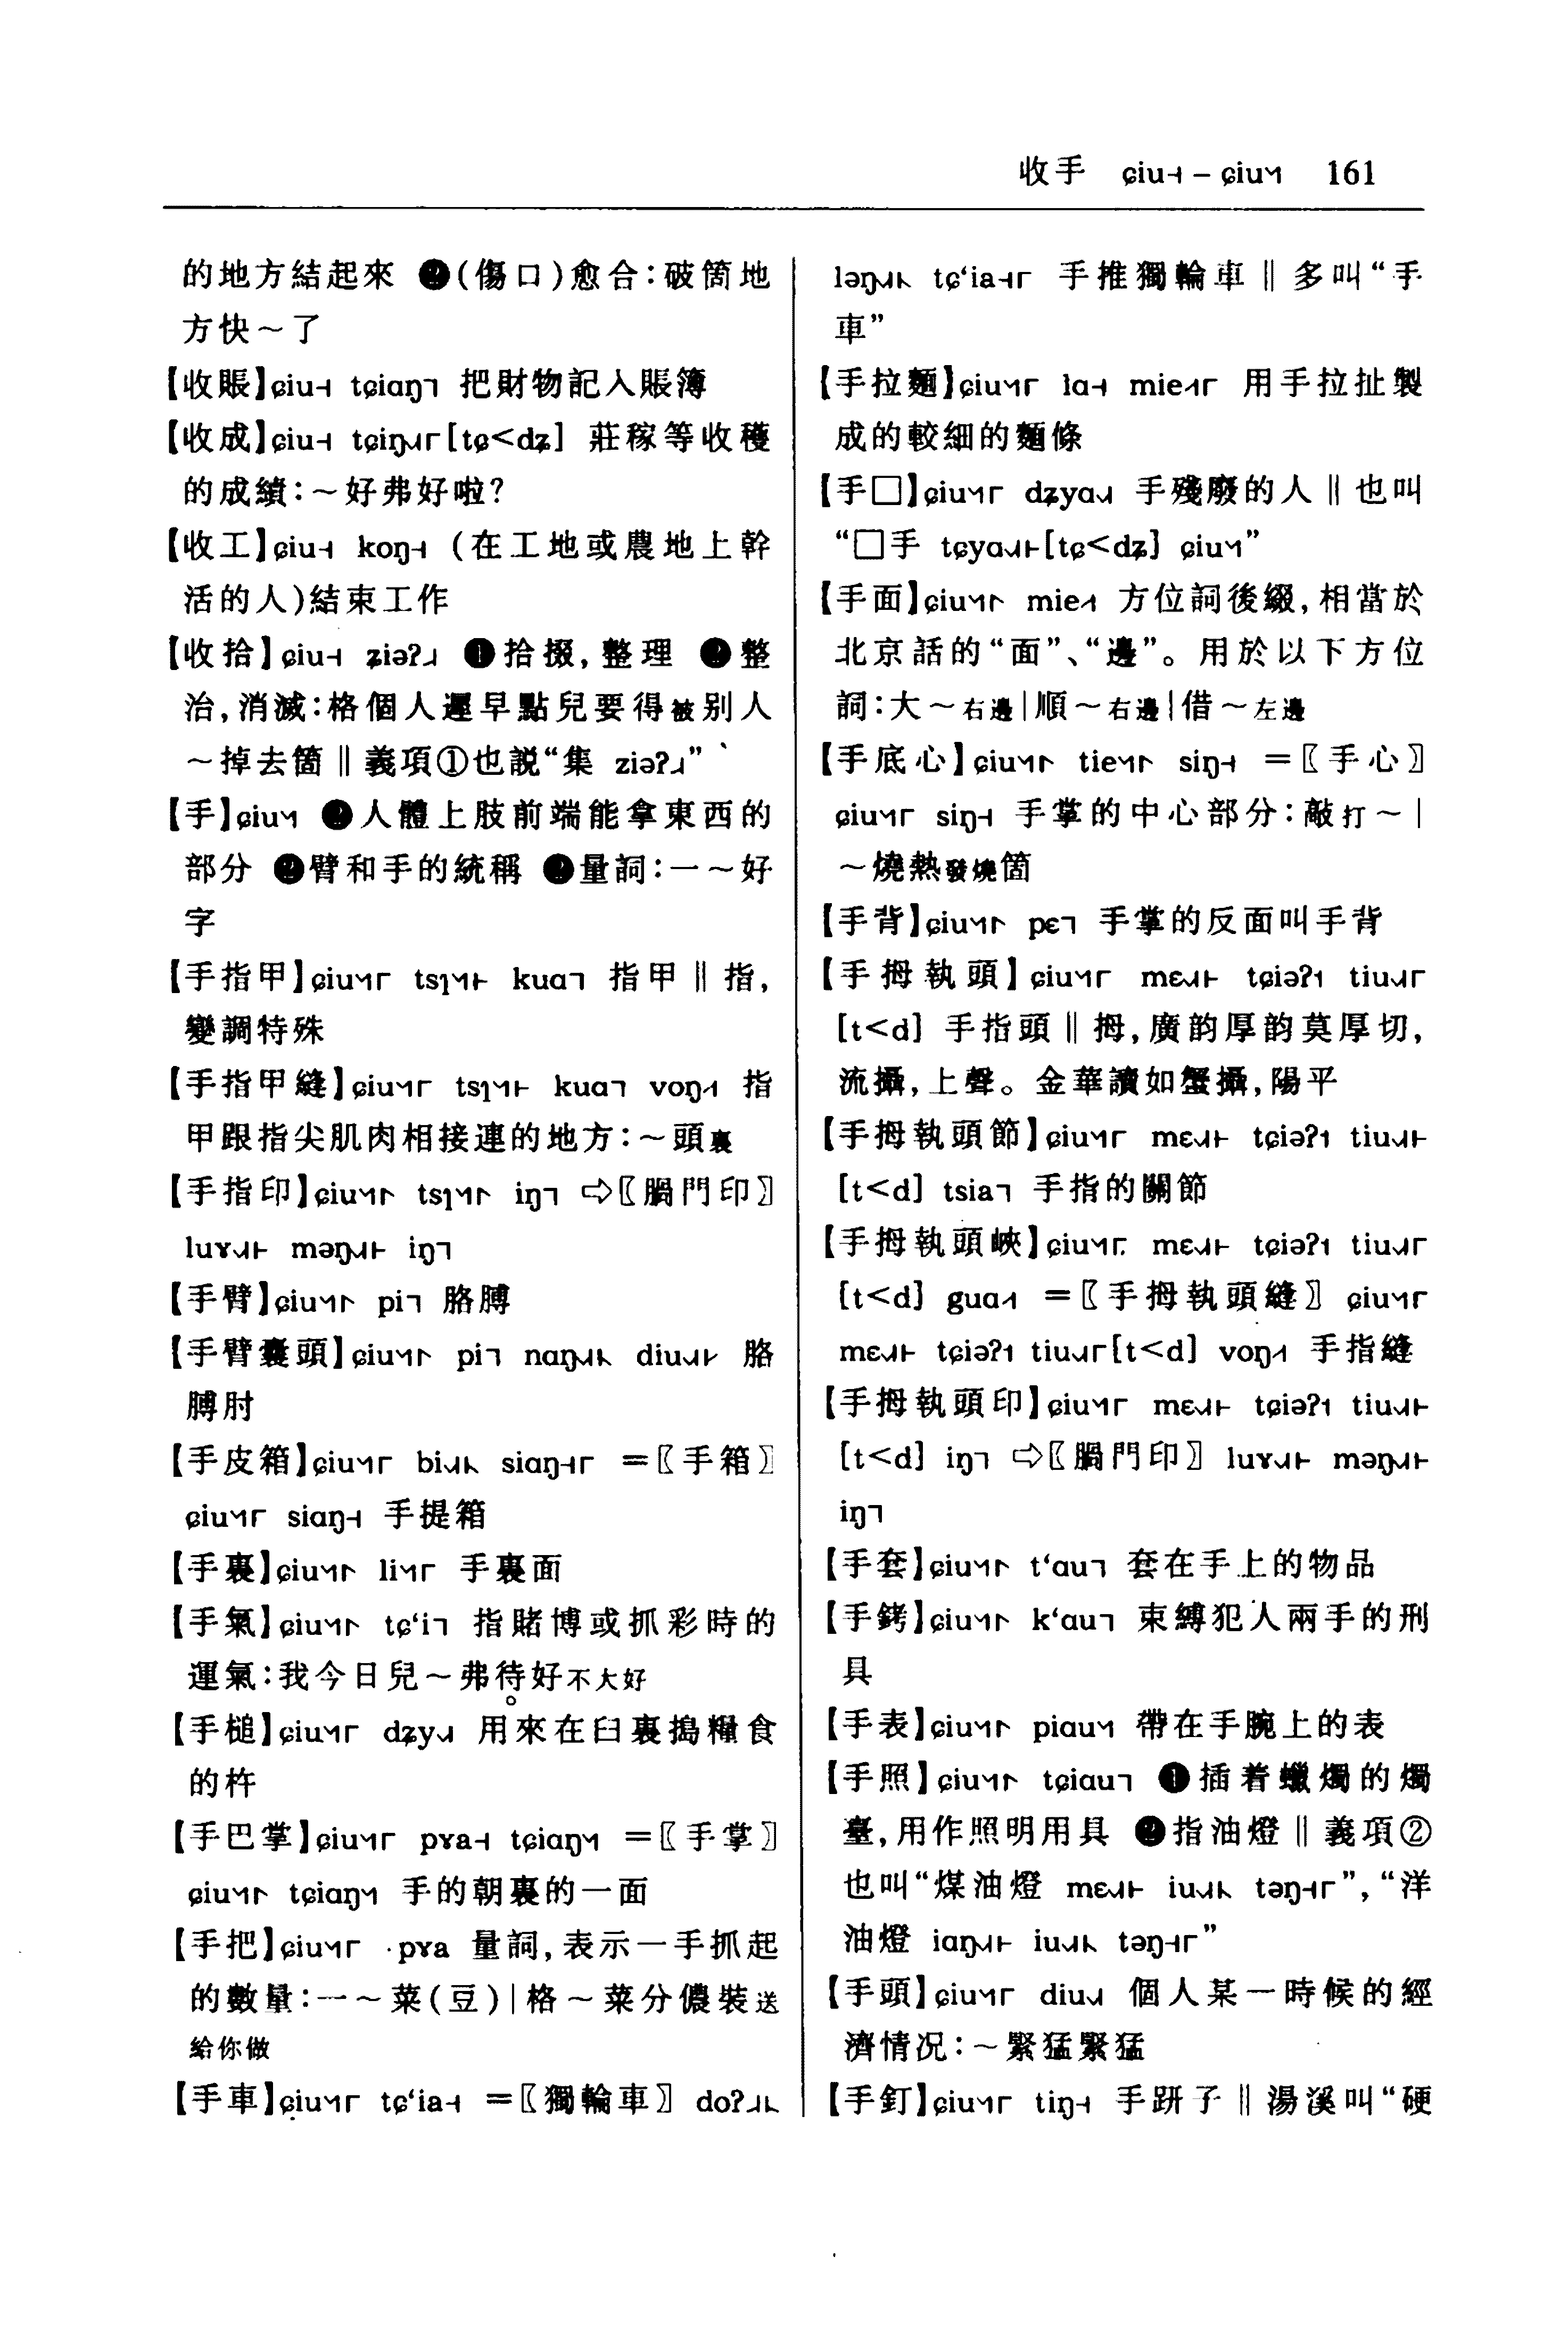 收手 ɕiu˧˧˦ – ɕiu˥˧˥ 161
的地方結起來 ❷(傷口)愈合:破箇地
方快~了
【收賬】ɕiu˧˧˦ tɕiɑŋ˥ 把財物記入賬簿
【收成】ɕiu˧˧˦ tɕiŋ˧˩˧꜒[tɕ<dʑ] 莊稼等收穫
的成績:~好弗好啦?
【收工】ɕiu˧˧˦ koŋ˧˧˦ (在工地或農地上幹
活的人)結束工作
【收拾】ɕiu˧˧˦ ʑiəʔ˨˩˨ ❶拾掇,整理 ❷整
治,消滅:格個人遲早點兒要得被别人
~掉去箇‖義項①也説“集 ziəʔ˨˩˨”
【手】ɕiu˥˧˥ ❶人體上肢前端能拿東西的
部分 ❷臂和手的統稱 ❸量詞:一~好
字
【手指甲】ɕiu˥˧˥꜒ tsɿ˥˧˥꜔ kuɑ˥ 指甲‖指,
變調特殊
【手指甲縫】ɕiu˥˧˥꜒ tsɿ˥˧˥꜔ kuɑ˥ voŋ˩˦ 指
甲跟指尖肌肉相接連的地方:~頭裏
【手指印】ɕiu˥˧˥꜒꜔ tsɿ˥˧˥꜒꜔ iŋ˥ ⇨〖腡門印〗
luɤ˧˩˧꜔ məŋ˧˩˧꜔ iŋ˥
【手臂】ɕiu˥˧˥꜒꜔ pi˥ 胳膊
【手臂囊頭】ɕiu˥˧˥꜒꜔ pi˥ nɑŋ˧˩˧꜔꜖ diu˧˩˧꜖꜓ 胳
膊肘
【手皮箱】ɕiu˥˧˥꜒ bi˧˩˧꜔꜖ siɑŋ˧˧˦꜒ =〖手箱〗
ɕiu˥˧˥꜒ siɑŋ˧˧˦ 手提箱
【手裏】ɕiu˥˧˥꜒꜔ li˥˧˥꜒ 手裏面
【手氣】ɕiu˥˧˥꜒꜔ tɕ‘i˥ 指賭博或抓彩時的
運氣:我今日兒~弗待好不大好
【手槌】ɕiu˥˧˥꜒ dʑy˧˩˧ 用來在臼裏搗糧食
的杵
【手巴掌】ɕiu˥˧˥꜒ pɤa˧˧˦ tɕiɑŋ˥˧˥ =〖手掌〗
ɕiu˥˧˥꜒꜔ tɕiɑŋ˥˧˥ 手的朝裏的一面
【手把】ɕiu˥˧˥꜒ ·pɤa 量詞,表示一手抓起
的數量:一~菜(豆)|格~菜分儂裝送
給你做
【手車】ɕiu˥˧˥꜒ tɕ‘ia˧˧˦ =〖獨輪車〗doʔ˨˩˨꜔꜖
ləŋ˧˩˧꜔꜖ tɕ‘ia˧˧˦꜒ 手推獨輪車‖多叫“手
車”
【手拉麵】ɕiu˥˧˥꜒ lɑ˧˧˦ mie˩˦꜒ 用手拉扯製
成的較細的麵條
【手□】ɕiu˥˧˥꜒ dʑyɑ˧˩˧ 手殘廢的人‖也叫
“□手 tɕyɑ˧˩˧꜔[tɕ<dʑ] ɕiu˥˧˥”
【手面】ɕiu˥˧˥꜒꜔ mie˩˦ 方位詞後綴,相當於
北京話的“面”、“邊”。用於以下方位
詞:大~右邊|順~右邊|借~左邊
【手底心】ɕiu˥˧˥꜒꜔ tie˥˧˥꜒꜔ siŋ˧˧˦ =〖手心〗
ɕiu˥˧˥꜒ siŋ˧˧˦ 手掌的中心部分:敲打~|
~燒熱發燒箇
【手背】ɕiu˥˧˥꜒꜔ pɛ˥ 手掌的反面叫手背
【手拇執頭】ɕiu˥˧˥꜒ mɛ˧˩˧꜔ tɕiəʔ˦ tiu˧˩˧꜒
[t<d] 手指頭‖拇,廣韵厚韵莫厚切,
流攝,上聲。金華讀如蟹攝,陽平
【手拇執頭節】ɕiu˥˧˥꜒ mɛ˧˩˧꜔ tɕiəʔ˦ tiu˧˩˧꜔
[t<d] tsia˥ 手指的關節
【手拇執頭峽】ɕiu˥˧˥꜒ mɛ˧˩˧꜔ tɕiəʔ˦ tiu˧˩˧꜒
[t<d] guɑ˩˦ =〖手拇執頭縫〗ɕiu˥˧˥꜒
mɛ˧˩˧꜔ tɕiəʔ˦ tiu˧˩˧꜒[t<d] voŋ˩˦ 手指縫
【手拇執頭印】ɕiu˥˧˥꜒ mɛ˧˩˧꜔ tɕiəʔ˦ tiu˧˩˧꜔
[t<d] iŋ˥ ⇨〖腡門印〗luɤ˧˩˧꜔ məŋ˧˩˧꜔
iŋ˥
【手套】ɕiu˥˧˥꜒꜔ t‘ɑu˥ 套在手上的物品
【手銬】ɕiu˥˧˥꜒꜔ k‘ɑu˥ 束縛犯人兩手的刑
具
【手表】ɕiu˥˧˥꜒꜔ piɑu˥˧˥ 帶在手腕上的表
【手照】ɕiu˥˧˥꜒꜔ tɕiɑu˥ ❶插着蠟燭的燭
臺,用作照明用具 ❷指油燈‖義項②
也叫“煤油燈 mɛ˧˩˧꜔ iu˧˩˧꜔꜖ təŋ˧˧˦꜒”,“洋
油燈 iɑŋ˧˩˧꜔ iu˧˩˧꜔꜖ təŋ˧˧˦꜒”
【手頭】ɕiu˥˧˥꜒ diu˧˩˧ 個人某一時候的經
濟情况:~緊猛緊猛
【手釘】ɕiu˥˧˥꜒ tiŋ˧˧˦ 手趼子‖湯溪叫“硬